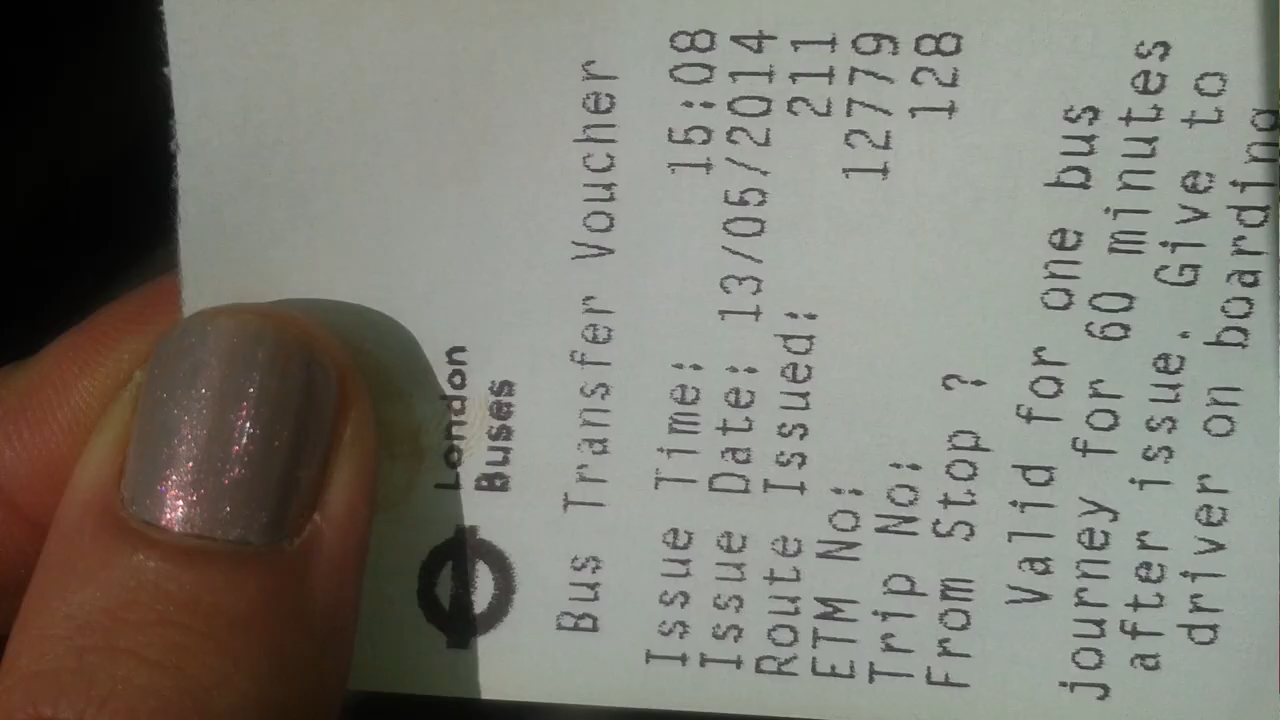 London
Buses
Bus Transfer Voucher
Issue Time: 15:08
Issue Date: 13/05/2014
Route Issued: 211
ETM No: 12779
Trip No: 128
From Stop ?
Valid for one bus
journey for 60 minutes
after issue. Give to
driver on boarding